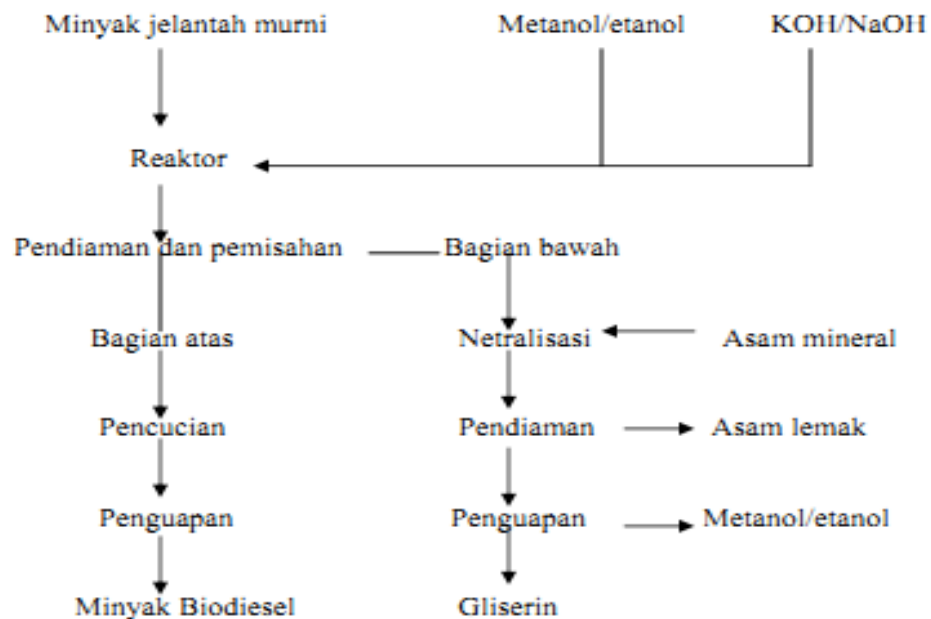 Minyak jelantah murni
Metanol/etanol
KOH/NaOH
Reaktor
Pendiaman dan pemisahan
Bagian bawah
Bagian atas
Netralisasi
Asam mineral
Pencucian
Pendiaman
Asam lemak
Penguapan
Penguapan
Metanol/etanol
Minyak Biodiesel
Gliserin